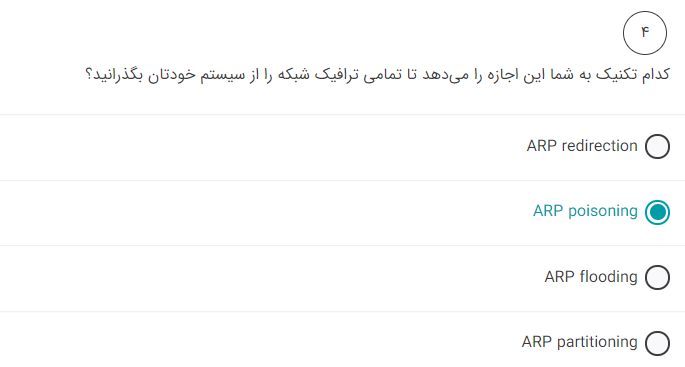 ۴
کدام تکنیک به شما این اجازه را می‌دهد تا تمامی ترافیک شبکه را از سیستم خودتان بگذرانید؟
ARP redirection
ARP poisoning
ARP flooding
ARP partitioning